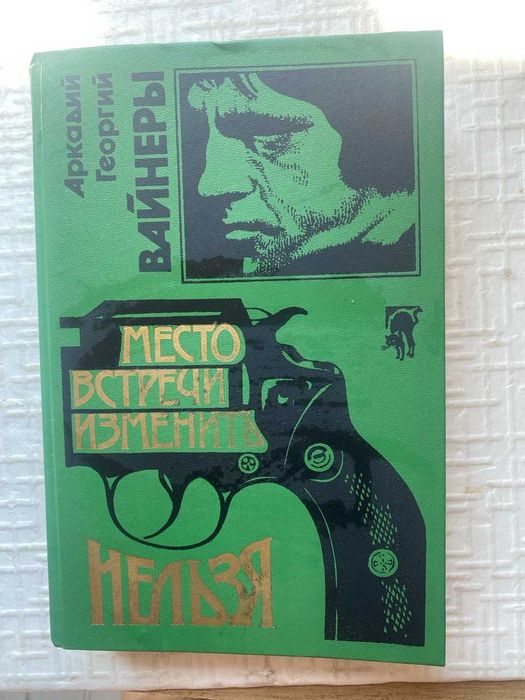 Аркадий
Георгий
ВАЙНЕРЫ
МЕСТО
ВСТРЕЧИ
ИЗМЕНИТЬ
НЕЛЬЗЯ